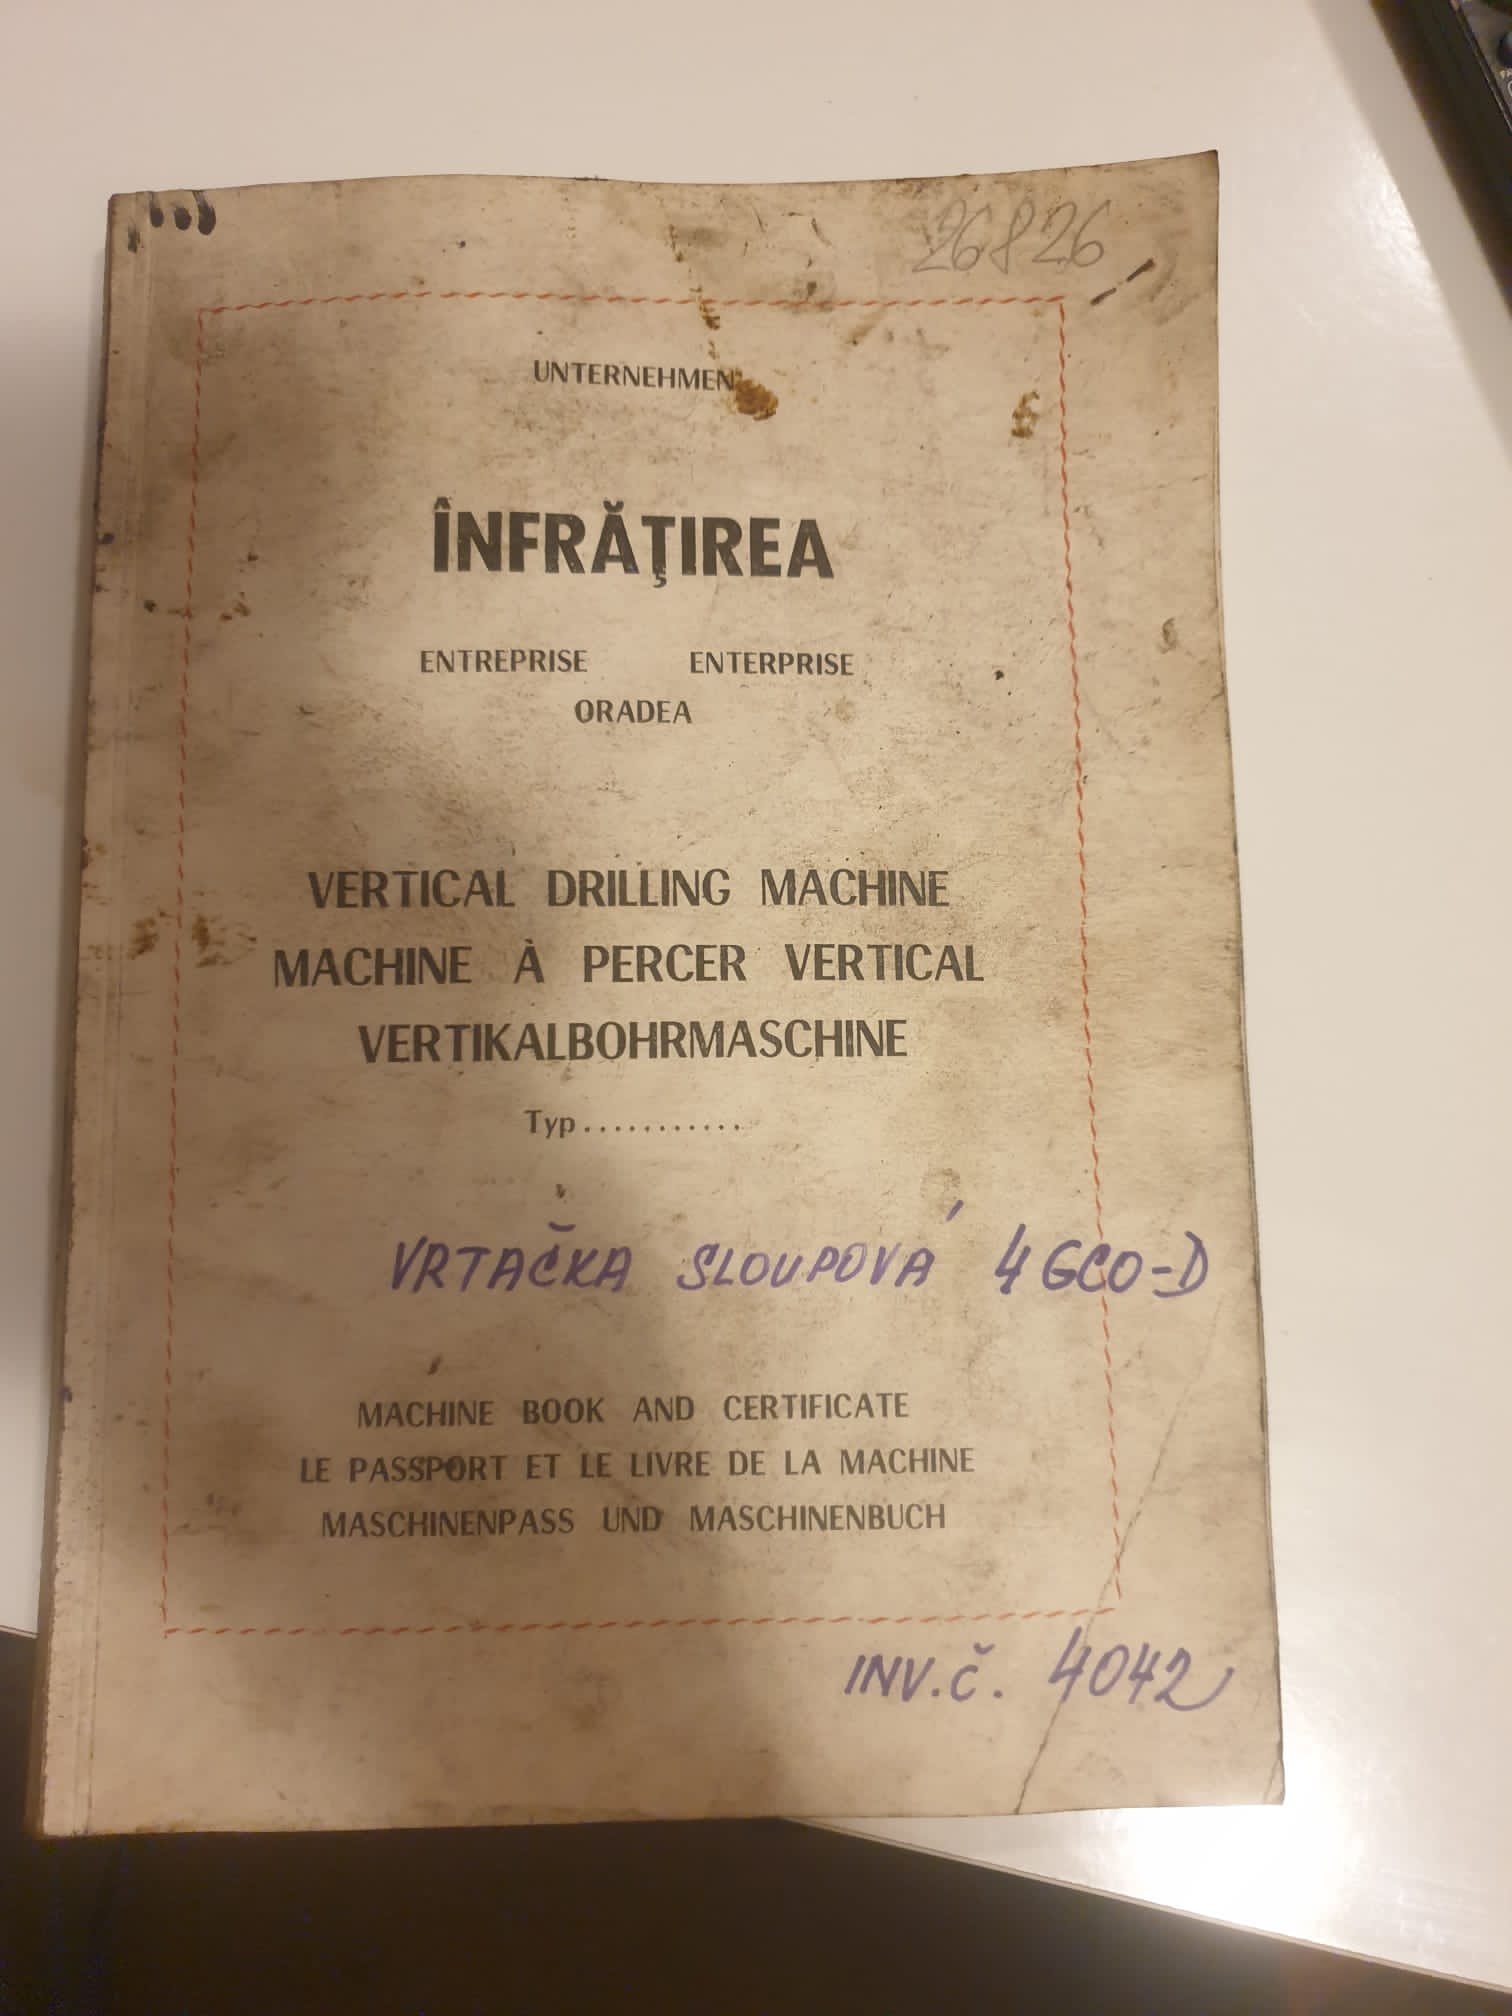 26826
UNTERNEHMEN
ÎNFRĂŢIREA
ENTREPRISE ENTERPRISE
ORADEA
VERTICAL DRILLING MACHINE
MACHINE À PERCER VERTICAL
VERTIKALBOHRMASCHINE
Typ...........
VRTAČKA SLOUPOVÁ 4GCO-D
MACHINE BOOK AND CERTIFICATE
LE PASSPORT ET LE LIVRE DE LA MACHINE
MASCHINENPASS UND MASCHINENBUCH
INV.Č. 4042